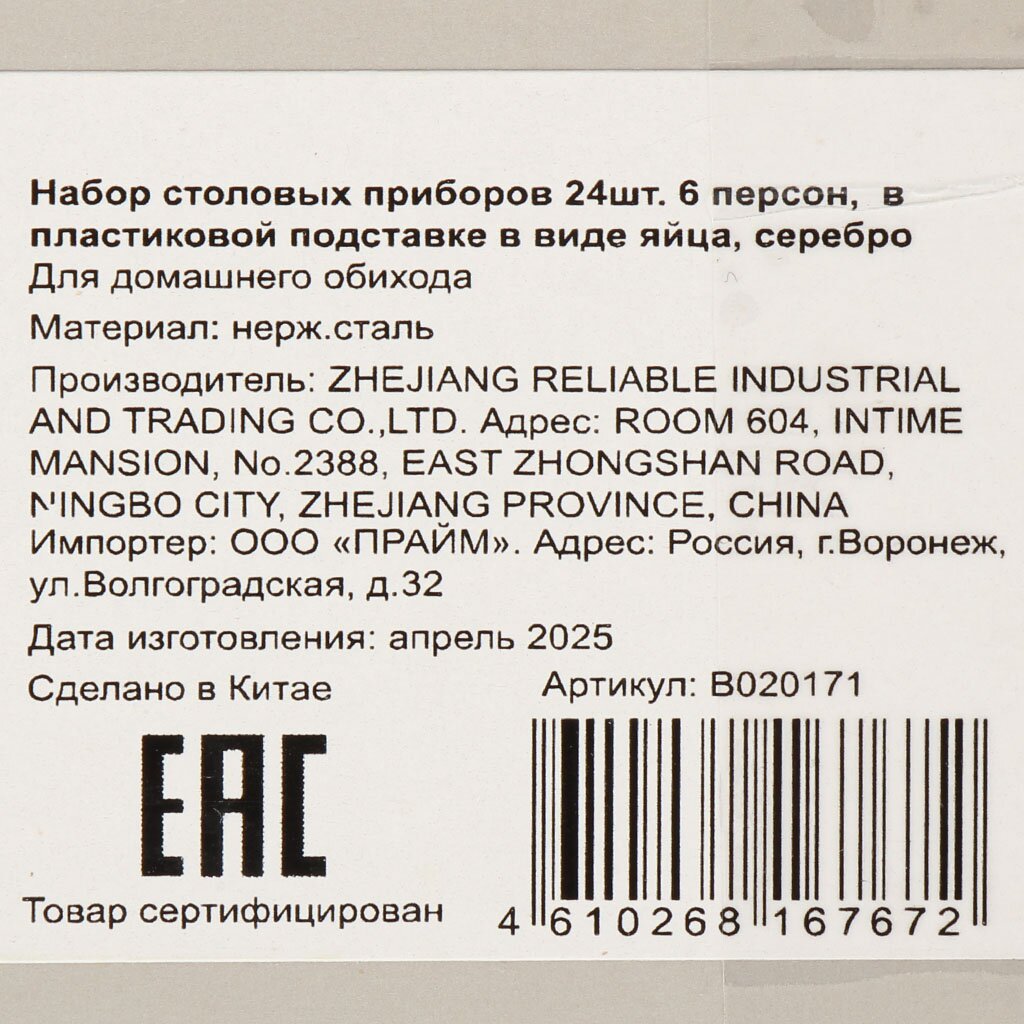 Набор столовых приборов 24шт. 6 персон, в
пластиковой подставке в виде яйца, серебро
Для домашнего обихода
Материал: нерж.сталь
Производитель: ZHEJIANG RELIABLE INDUSTRIAL
AND TRADING CO.,LTD. Адрес: ROOM 604, INTIME
MANSION, No.2388, EAST ZHONGSHAN ROAD,
NINGBO CITY, ZHEJIANG PROVINCE, CHINA
Импортер: ООО «ПРАЙМ». Адрес: Россия, г.Воронеж,
ул.Волгоградская, д.32
Дата изготовления: апрель 2025
Сделано в Китае
Артикул: B020171
EAC
Товар сертифицирован
4 610268 167672